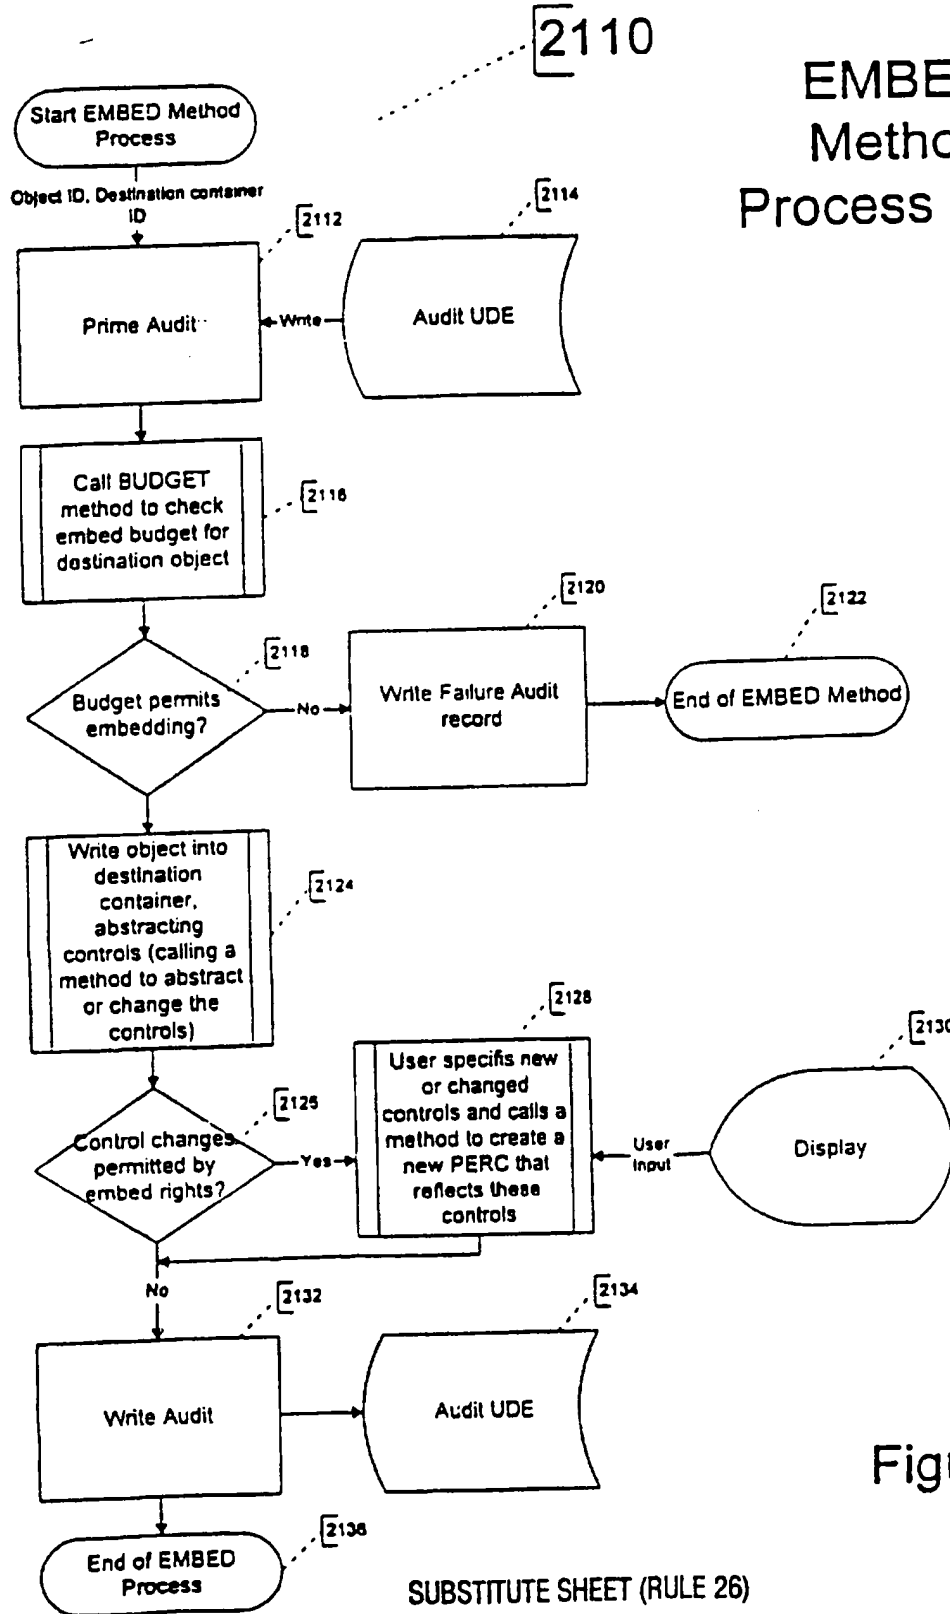 2110
EMBE
Metho
Process
Start EMBED Method
Process
Object ID, Destination container
ID
2112
2114
Prime Audit
Write
Audit UDE
Call BUDGET
method to check
embed budget for
destination object
2116
2118
Budget permits
embedding?
No
2120
Write Failure Audit
record
2122
End of EMBED Method
Write object into
destination
container,
abstracting
controls (calling a
method to abstract
or change the
controls)
2124
2126
Control changes
permitted by
embed rights?
Yes
2128
User specifis new
or changed
controls and calls a
method to create a
new PERC that
reflects these
controls
User
Input
2130
Display
No
2132
Write Audit
2134
Audit UDE
Figu
2136
End of EMBED
Process
SUBSTITUTE SHEET (RULE 26)